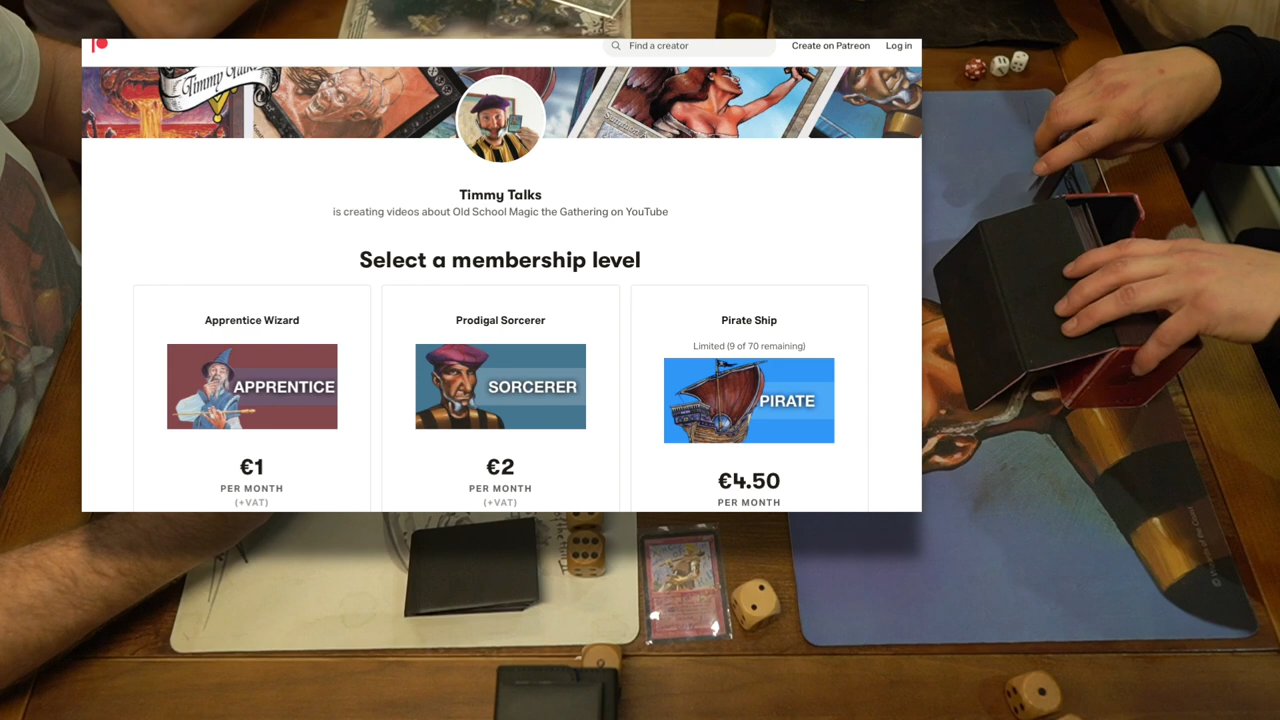 Find a creator
Create on Patreon
Log in
Timmy Talks
Timmy Talks
is creating videos about Old School Magic the Gathering on YouTube
Select a membership level
Apprentice Wizard
APPRENTICE
€1
PER MONTH
(+VAT)
Prodigal Sorcerer
SORCERER
€2
PER MONTH
(+VAT)
Pirate Ship
Limited (9 of 70 remaining)
PIRATE
€4.50
PER MONTH